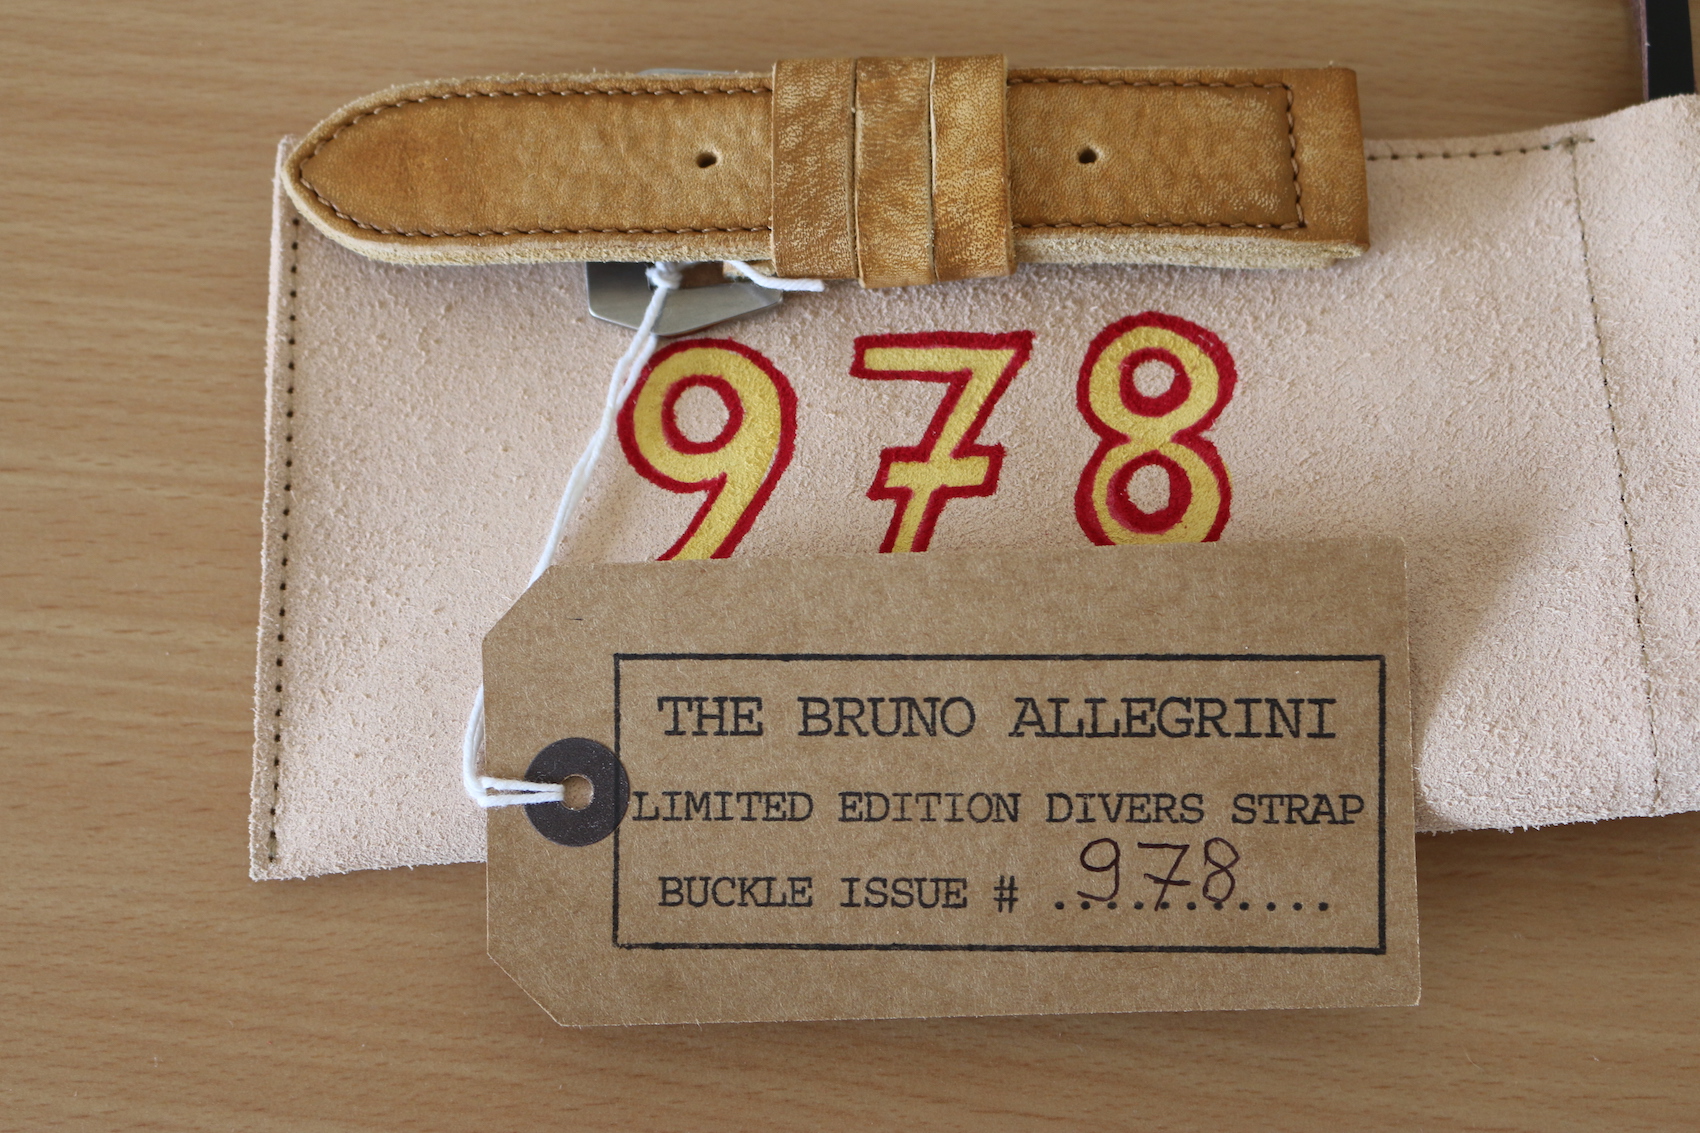 978
THE BRUNO ALLEGRINI
LIMITED EDITION DIVERS STRAP
BUCKLE ISSUE # 978..........